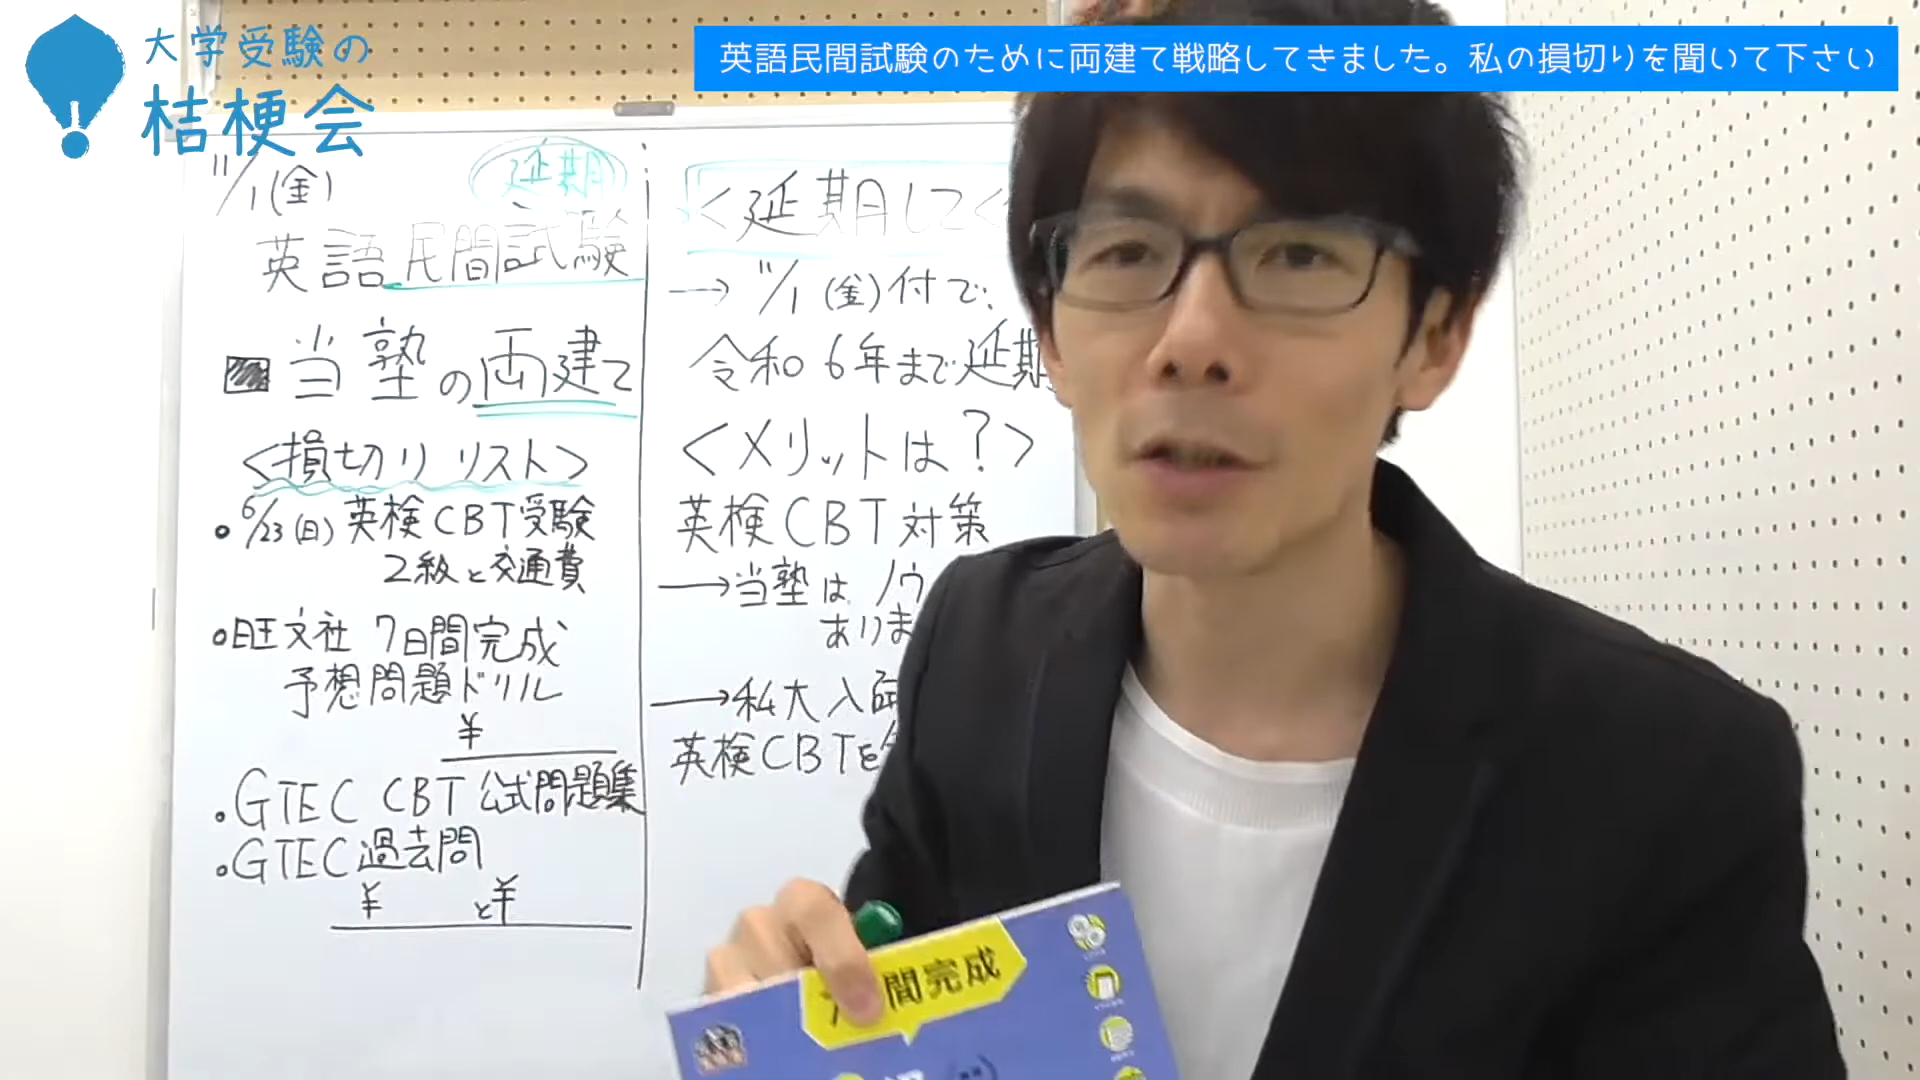 大学受験の
桔梗会
英語民間試験のために両建て戦略してきました。私の損切りを聞いて下さい
11/1(金)
延期
英語民間試験
当塾の両建て
<損切りリスト>
・6/23(日)英検CBT受験
2級と交通費
・旺文社 7日間完成
予想問題ドリル
¥
・GTEC CBT 公式問題集
・GTEC過去問
¥ と¥
<延期してく
→ 11/1(金)付で、
令和6年まで延期
<メリットは?>
英検CBT対策
→当塾は ノウ
ありま
→私大入試
英検CBTを
間完成